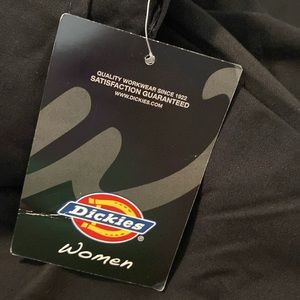 QUALITY WORKWEAR SINCE 1922
SATISFACTION GUARANTEED
WWW.DICKIES.COM
Dickies
®
Women